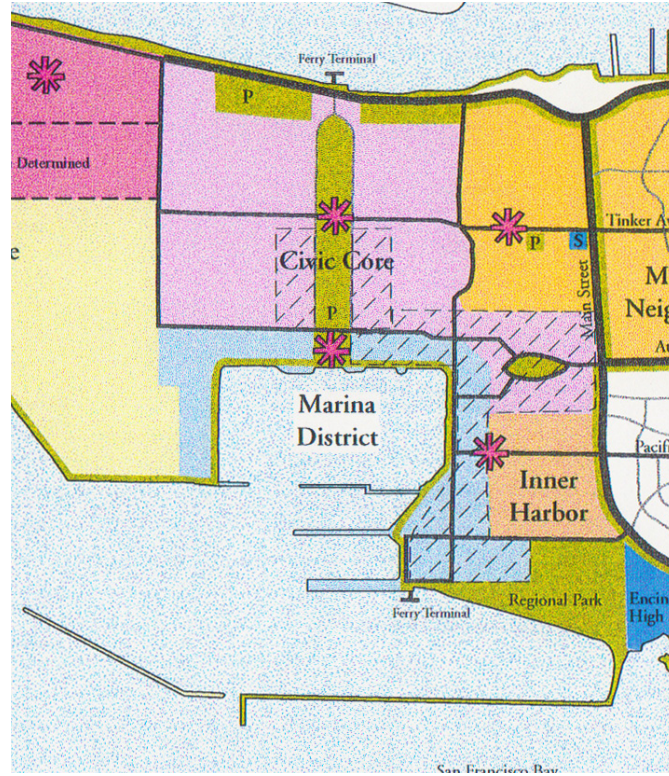 Ferry Terminal
P
Determined
Tinker Av
P
S
e
Civic Core
Main Street
M
Neig
P
Au
Marina
District
Pacifi
Inner
Harbor
Ferry Terminal
Regional Park
Encin
High
San Francisco Bay